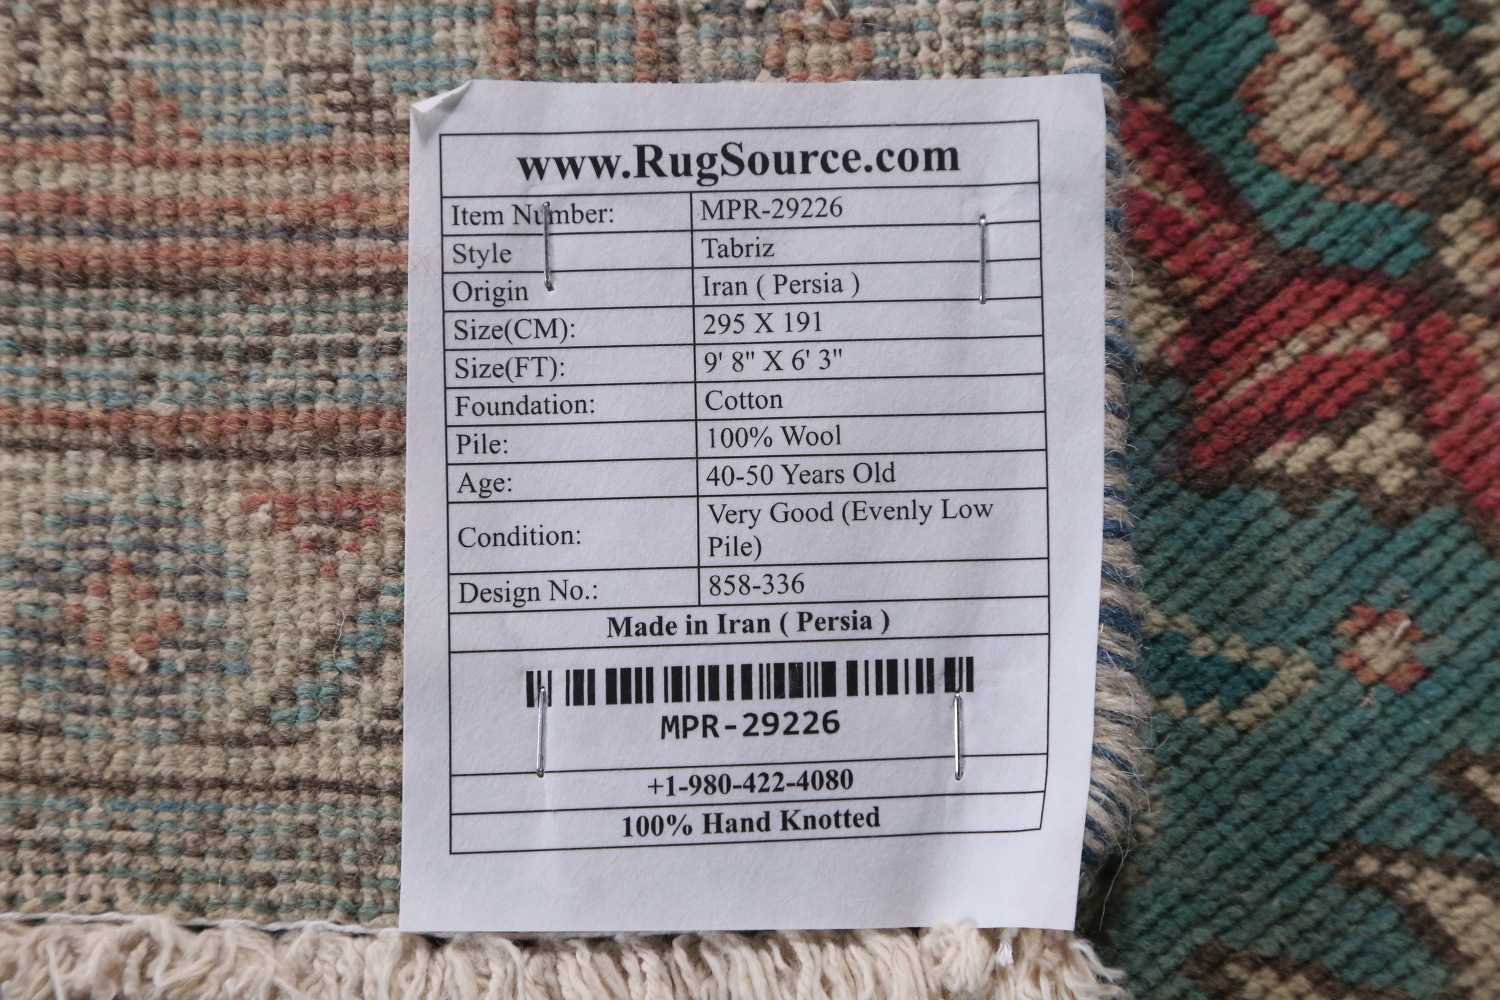 www.RugSource.com
Item Number: MPR-29226
Style Tabriz
Origin Iran ( Persia )
Size(CM): 295 X 191
Size(FT): 9' 8" X 6' 3"
Foundation: Cotton
Pile: 100% Wool
Age: 40-50 Years Old
Condition: Very Good (Evenly Low
Pile)
Design No.: 858-336
Made in Iran ( Persia )
MPR-29226
+1-980-422-4080
100% Hand Knotted